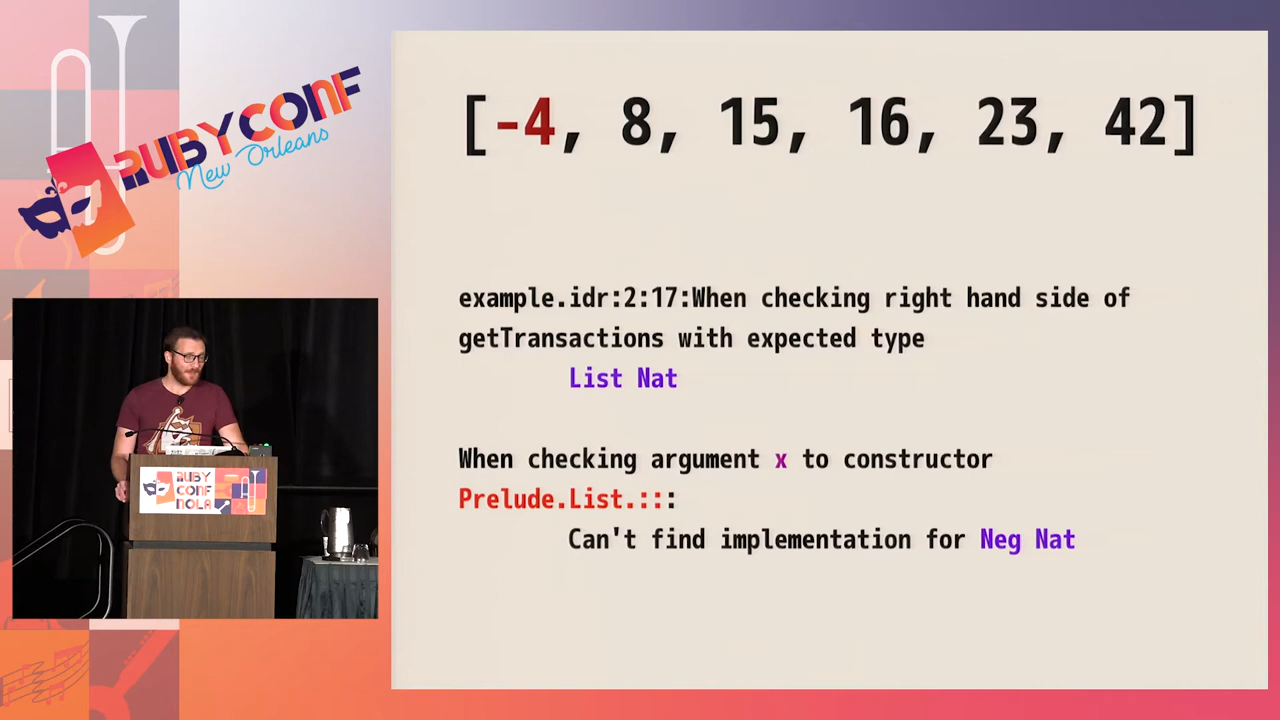 RUBYCONF
New Orleans
[-4, 8, 15, 16, 23, 42]
example.idr:2:17:When checking right hand side of
getTransactions with expected type
List Nat
When checking argument x to constructor
Prelude.List.:::
Can't find implementation for Neg Nat
RUBY
CONF
NOLA